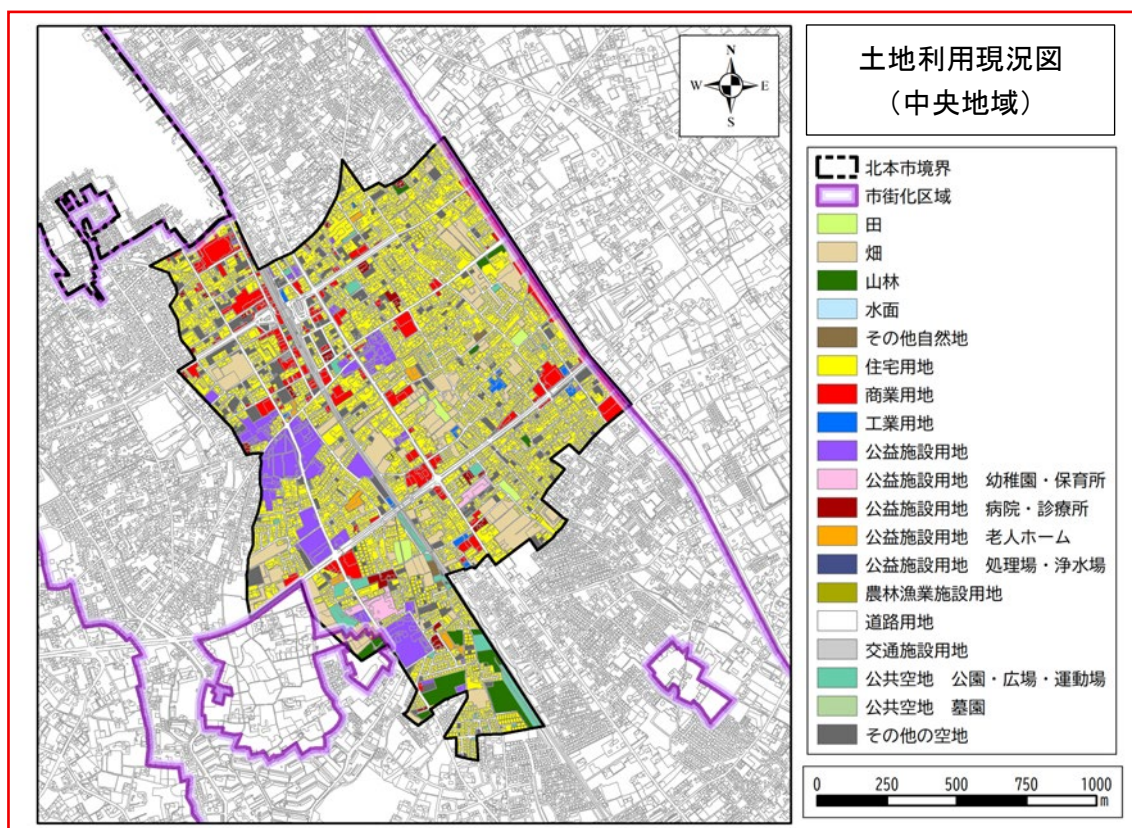 土地利用現況図
（中央地域）
N
W E
S
北本市境界
市街化区域
田
畑
山林
水面
その他自然地
住宅用地
商業用地
工業用地
公益施設用地
公益施設用地　幼稚園・保育所
公益施設用地　病院・診療所
公益施設用地　老人ホーム
公益施設用地　処理場・浄水場
農林漁業施設用地
道路用地
交通施設用地
公共空地　公園・広場・運動場
公共空地　墓園
その他の空地
0 250 500 750 1000
m